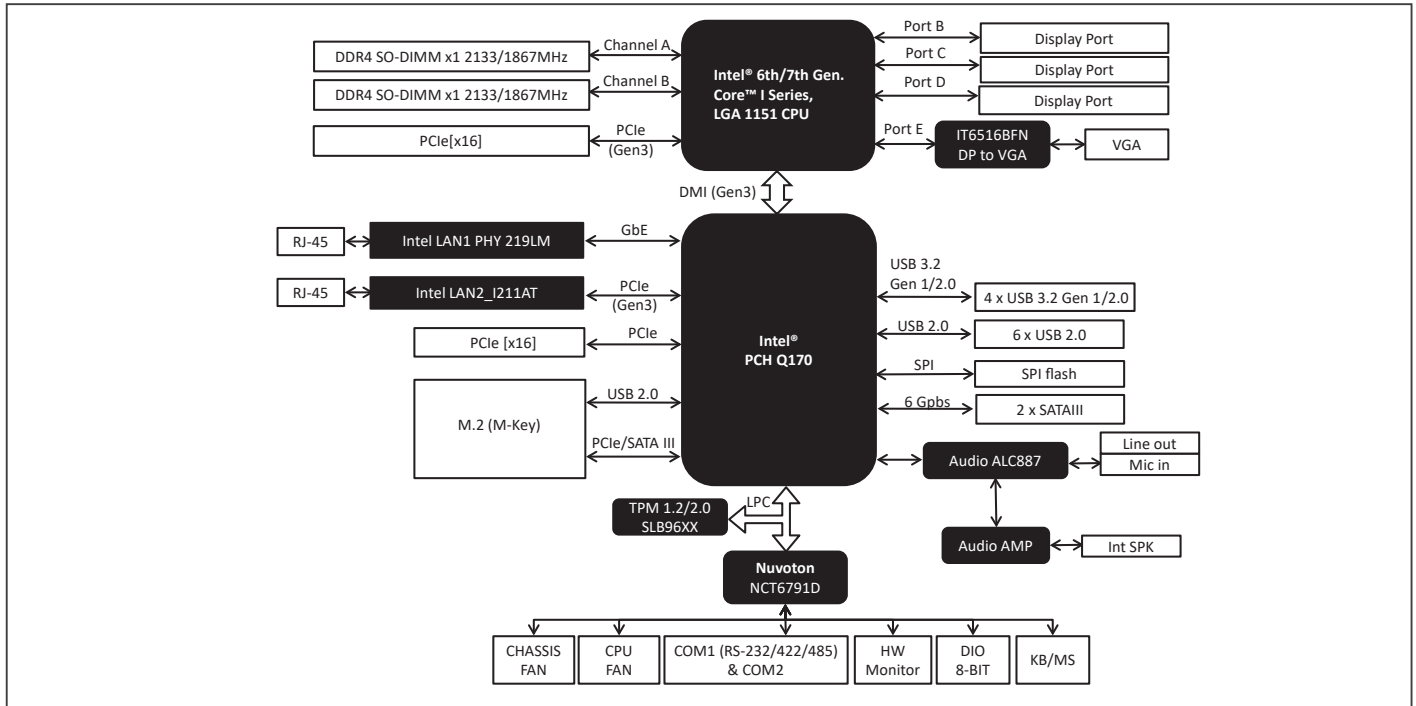 DDR4 SO-DIMM x1 2133/1867MHz
Channel A
DDR4 SO-DIMM x1 2133/1867MHz
Channel B
PCIe[x16]
PCIe
(Gen3)
Intel® 6th/7th Gen.
Core™ I Series,
LGA 1151 CPU
Port B
Display Port
Port C
Display Port
Port D
Display Port
Port E
IT6516BFN
DP to VGA
VGA
DMI (Gen3)
RJ-45
Intel LAN1 PHY 219LM
GbE
RJ-45
Intel LAN2_I211AT
PCIe
(Gen3)
PCIe [x16]
PCIe
M.2 (M-Key)
USB 2.0
PCIe/SATA III
Intel®
PCH Q170
USB 3.2
Gen 1/2.0
4 x USB 3.2 Gen 1/2.0
USB 2.0
6 x USB 2.0
SPI
SPI flash
6 Gpbs
2 x SATAIII
Audio ALC887
Line out
Mic in
Audio AMP
Int SPK
TPM 1.2/2.0
SLB96XX
LPC
Nuvoton
NCT6791D
CHASSIS
FAN
CPU
FAN
COM1 (RS-232/422/485)
& COM2
HW
Monitor
DIO
8-BIT
KB/MS